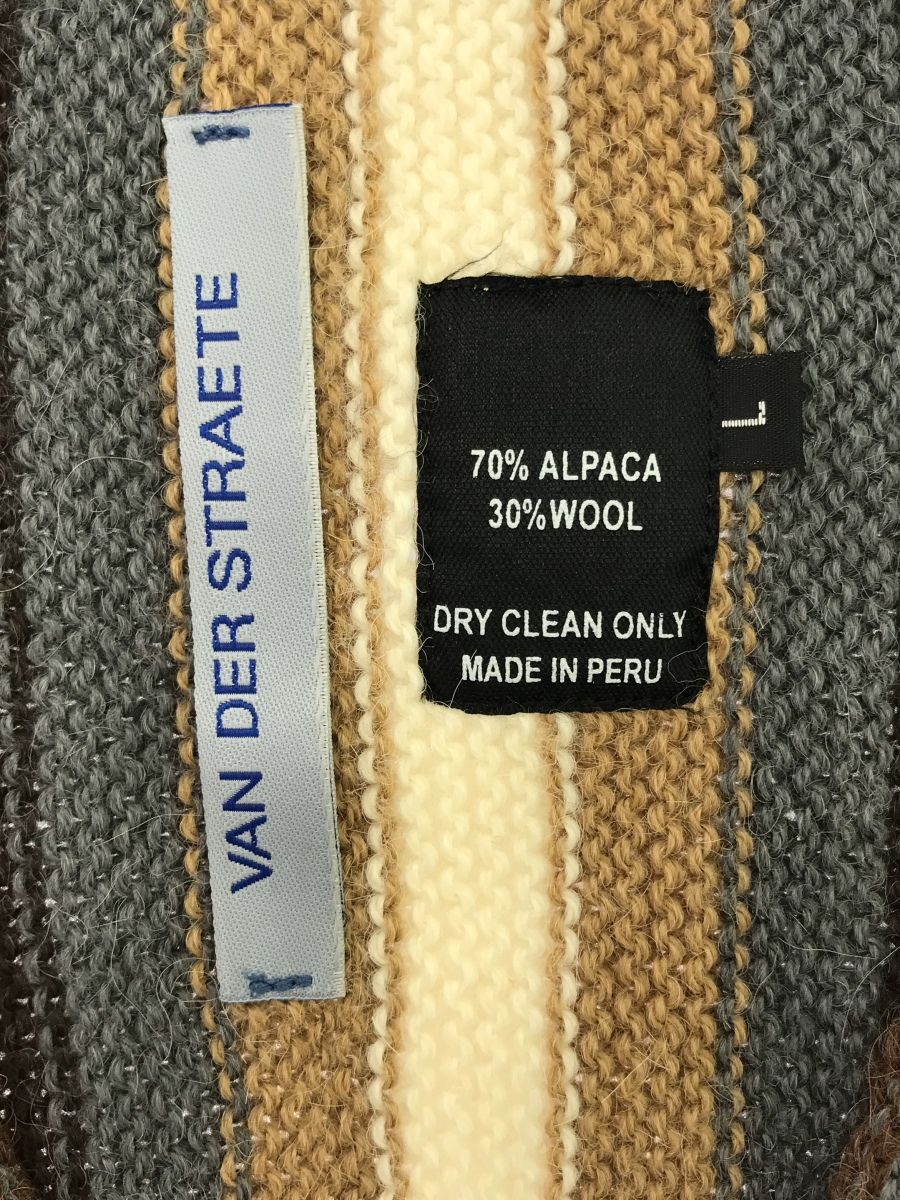 VAN DER STRAETE
70% ALPACA
30%WOOL
DRY CLEAN ONLY
MADE IN PERU
L